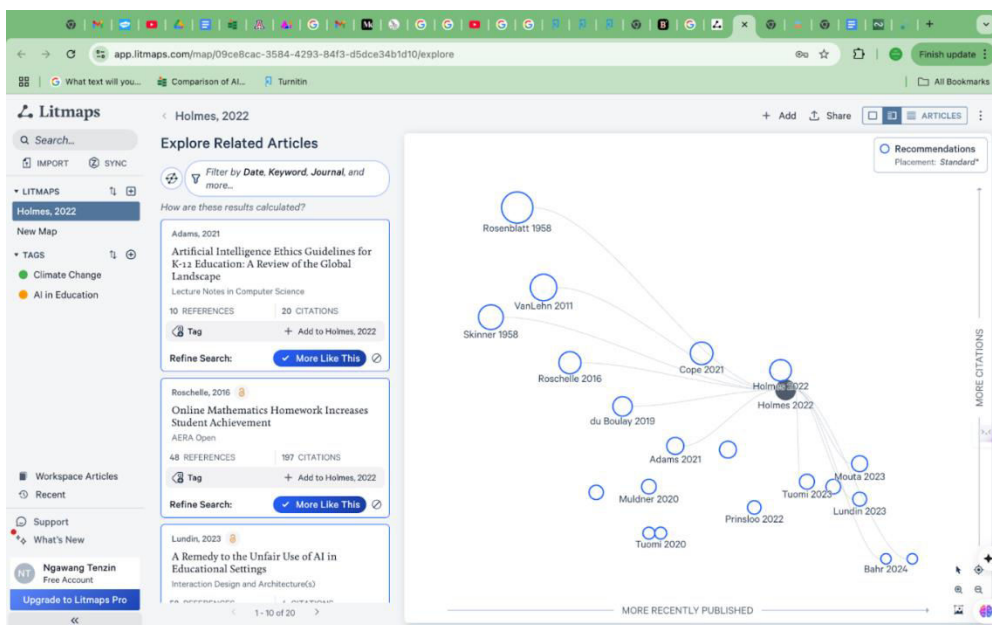 app.litmaps.com/map/09ce8cac-3584-4293-84f3-d5dce34b1d10/explore
Finish update
What text will you...
Comparison of AI...
Turnitin
All Bookmarks
Litmaps
Search...
IMPORT
SYNC
LITMAPS
Holmes, 2022
New Map
TAGS
Climate Change
AI in Education
Workspace Articles
Recent
Support
What's New
NT
Ngawang Tenzin
Free Account
Upgrade to Litmaps Pro
«
< Holmes, 2022
Explore Related Articles
Filter by Date, Keyword, Journal, and
more...
How are these results calculated?
Adams, 2021
Artificial Intelligence Ethics Guidelines for
K-12 Education: A Review of the Global
Landscape
Lecture Notes in Computer Science
10 REFERENCES 20 CITATIONS
Tag + Add to Holmes, 2022
Refine Search: More Like This
Roschelle, 2016
Online Mathematics Homework Increases
Student Achievement
AERA Open
48 REFERENCES 197 CITATIONS
Tag + Add to Holmes, 2022
Refine Search: More Like This
Lundin, 2023
A Remedy to the Unfair Use of AI in
Educational Settings
Interaction Design and Architecture(s)
< 1 - 10 of 20 >
+ Add Share ARTICLES
Recommendations
Placement: Standard*
Rosenblatt 1958
VanLehn 2011
Skinner 1958
Cope 2021
Roschelle 2016
Holmes 2022
Holmes 2022
du Boulay 2019
Adams 2021
Mouta 2023
Muldner 2020
Tuomi 2023
Lundin 2023
Prinsloo 2022
Tuomi 2020
Bahr 2024
MORE CITATIONS
MORE RECENTLY PUBLISHED